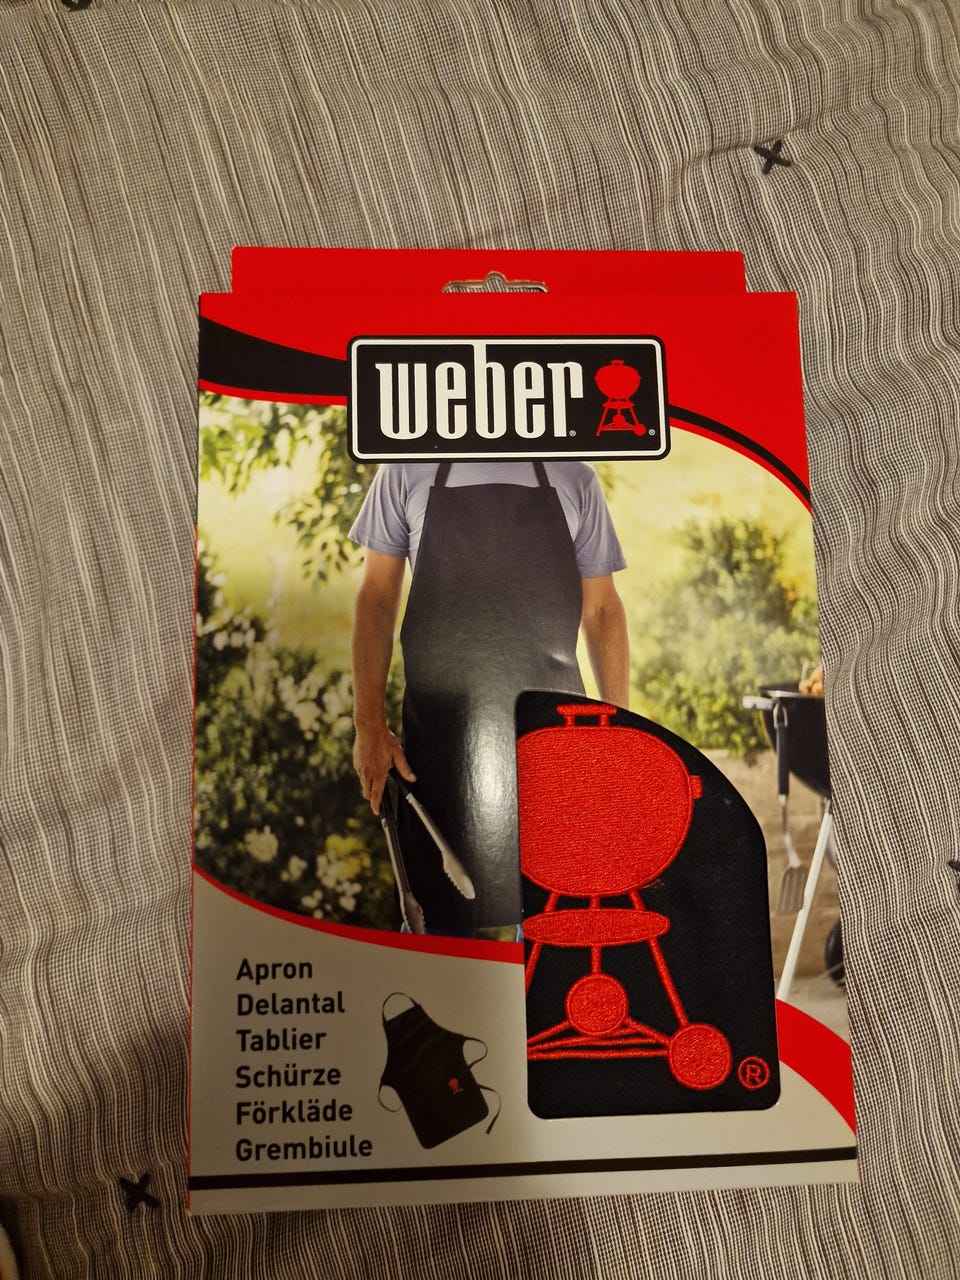 weber®
®
Apron
Delantal
Tablier
Schürze
Förkläde
Grembiule
®